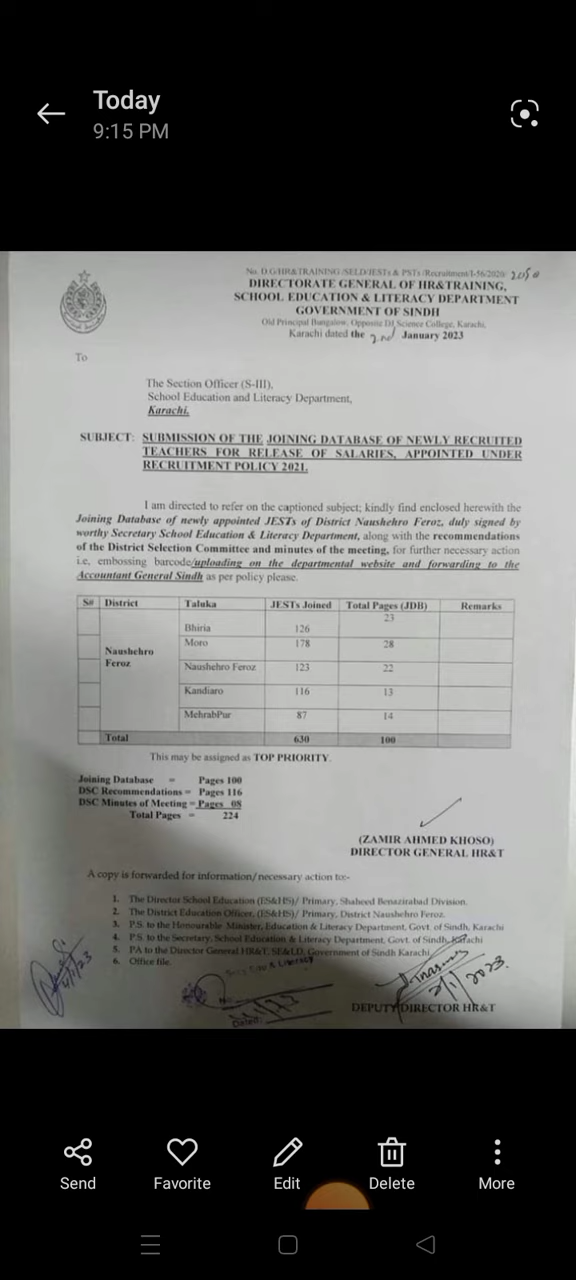 Today
9:15 PM
No. D.G/HR&TRAINING/SELD/JESTs & PSTs /Recruitment/I-56/2020/
DIRECTORATE GENERAL OF HR&TRAINING,
SCHOOL EDUCATION & LITERACY DEPARTMENT
GOVERNMENT OF SINDH
Old Principal Bangalow, Opposite DJ Science College, Karachi.
Karachi dated the 2nd January 2023
To
The Section Officer (S-III),
School Education and Literacy Department,
Karachi.
SUBJECT: SUBMISSION OF THE JOINING DATABASE OF NEWLY RECRUITED
TEACHERS FOR RELEASE OF SALARIES, APPOINTED UNDER
RECRUITMENT POLICY 2021.
I am directed to refer on the captioned subject; kindly find enclosed herewith the
Joining Database of newly appointed JESTs of District Naushehro Feroz, duly signed by
worthy Secretary School Education & Literacy Department, along with the recommendations
of the District Selection Committee and minutes of the meeting, for further necessary action
i.e, embossing barcode/uploading on the departmental website and forwarding to the
Accountant General Sindh as per policy please.
S# District Taluka JESTs Joined Total Pages (JDB) Remarks
Naushehro Feroz Bhiria 126 23
Moro 178 28
Naushehro Feroz 123 22
Kandiaro 116 13
MehrabPur 87 14
Total 630 100
This may be assigned as TOP PRIORITY.
Joining Database = Pages 100
DSC Recommendations = Pages 116
DSC Minutes of Meeting = Pages 08
Total Pages = 224
(ZAMIR AHMED KHOSO)
DIRECTOR GENERAL HR&T
A copy is forwarded for information/necessary action to:-
1. The Director School Education (ES&HS)/ Primary, Shaheed Benazirabad Division.
2. The District Education Officer, (ES&HS)/ Primary, District Naushehro Feroz.
3. P.S. to the Honourable Minister, Education & Literacy Department, Govt. of Sindh, Karachi
4. P.S. to the Secretary, School Education & Literacy Department, Govt. of Sindh, Karachi
5. PA to the Director General HR&T, SE&LD, Government of Sindh Karachi.
6. Office file.
4/1/23
Dated:
2/1/2023.
DEPUTY DIRECTOR HR&T
Send Favorite Edit Delete More